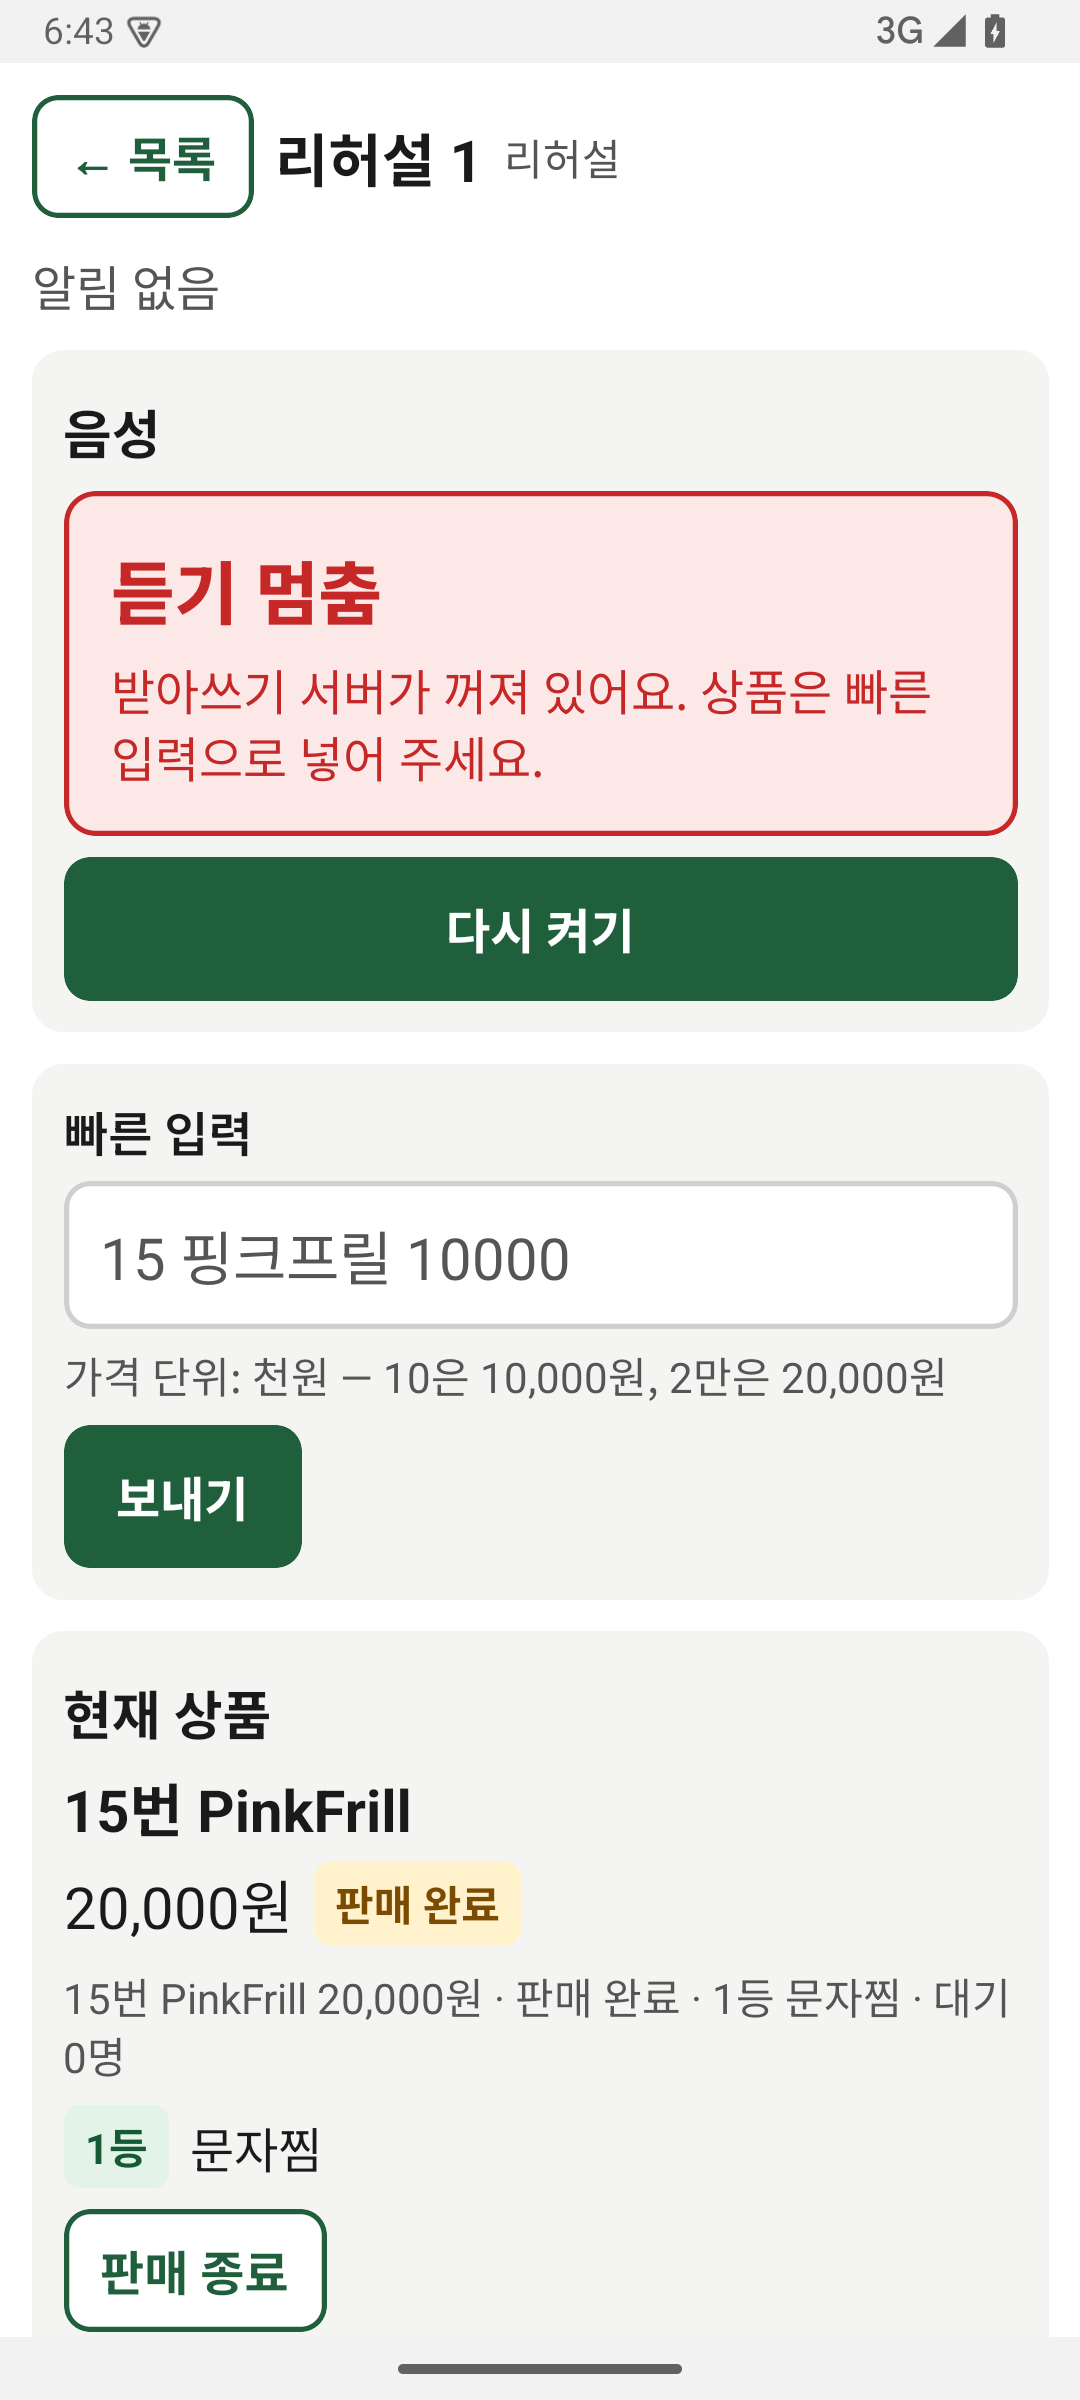 6:43
3G
← 목록
리허설 1 리허설
알림 없음
음성
듣기 멈춤
받아쓰기 서버가 꺼져 있어요. 상품은 빠른
입력으로 넣어 주세요.
다시 켜기
빠른 입력
15 핑크프릴 10000
가격 단위: 천원 – 10은 10,000원, 2만은 20,000원
보내기
현재 상품
15번 PinkFrill
20,000원 판매 완료
15번 PinkFrill 20,000원 · 판매 완료 · 1등 문자찜 · 대기
0명
1등 문자찜
판매 종료